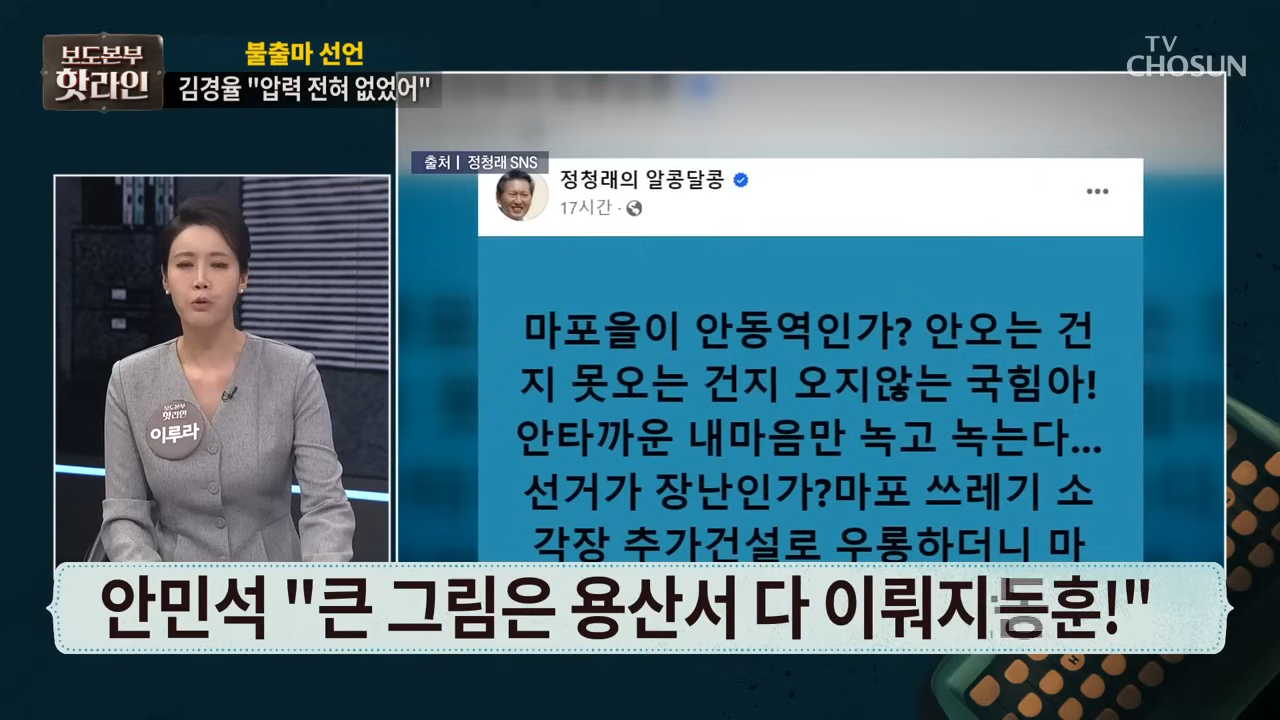 보도본부
핫라인
불출마 선언
김경율 "압력 전혀 없었어"
TV
CHOSUN
출처ㅣ 정청래 SNS
정청래의 알콩달콩
17시간 ·
마포을이 안동역인가? 안오는 건
지 못오는 건지 오지않는 국힘아!
안타까운 내마음만 녹고 녹는다...
선거가 장난인가?마포 쓰레기 소
각장 추가건설로 우롱하더니 마
보도본부
핫라인
이루라
안민석 "큰 그림은 용산서 다 이뤄지